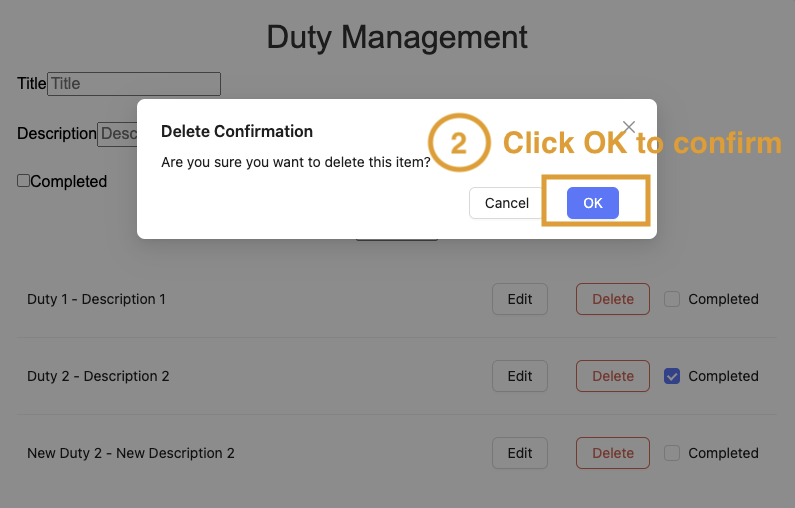 Duty Management
Title Title
Description Desc
Completed
Delete Confirmation
Are you sure you want to delete this item?
2 Click OK to confirm
Cancel OK
Duty 1 - Description 1 Edit Delete Completed
Duty 2 - Description 2 Edit Delete Completed
New Duty 2 - New Description 2 Edit Delete Completed